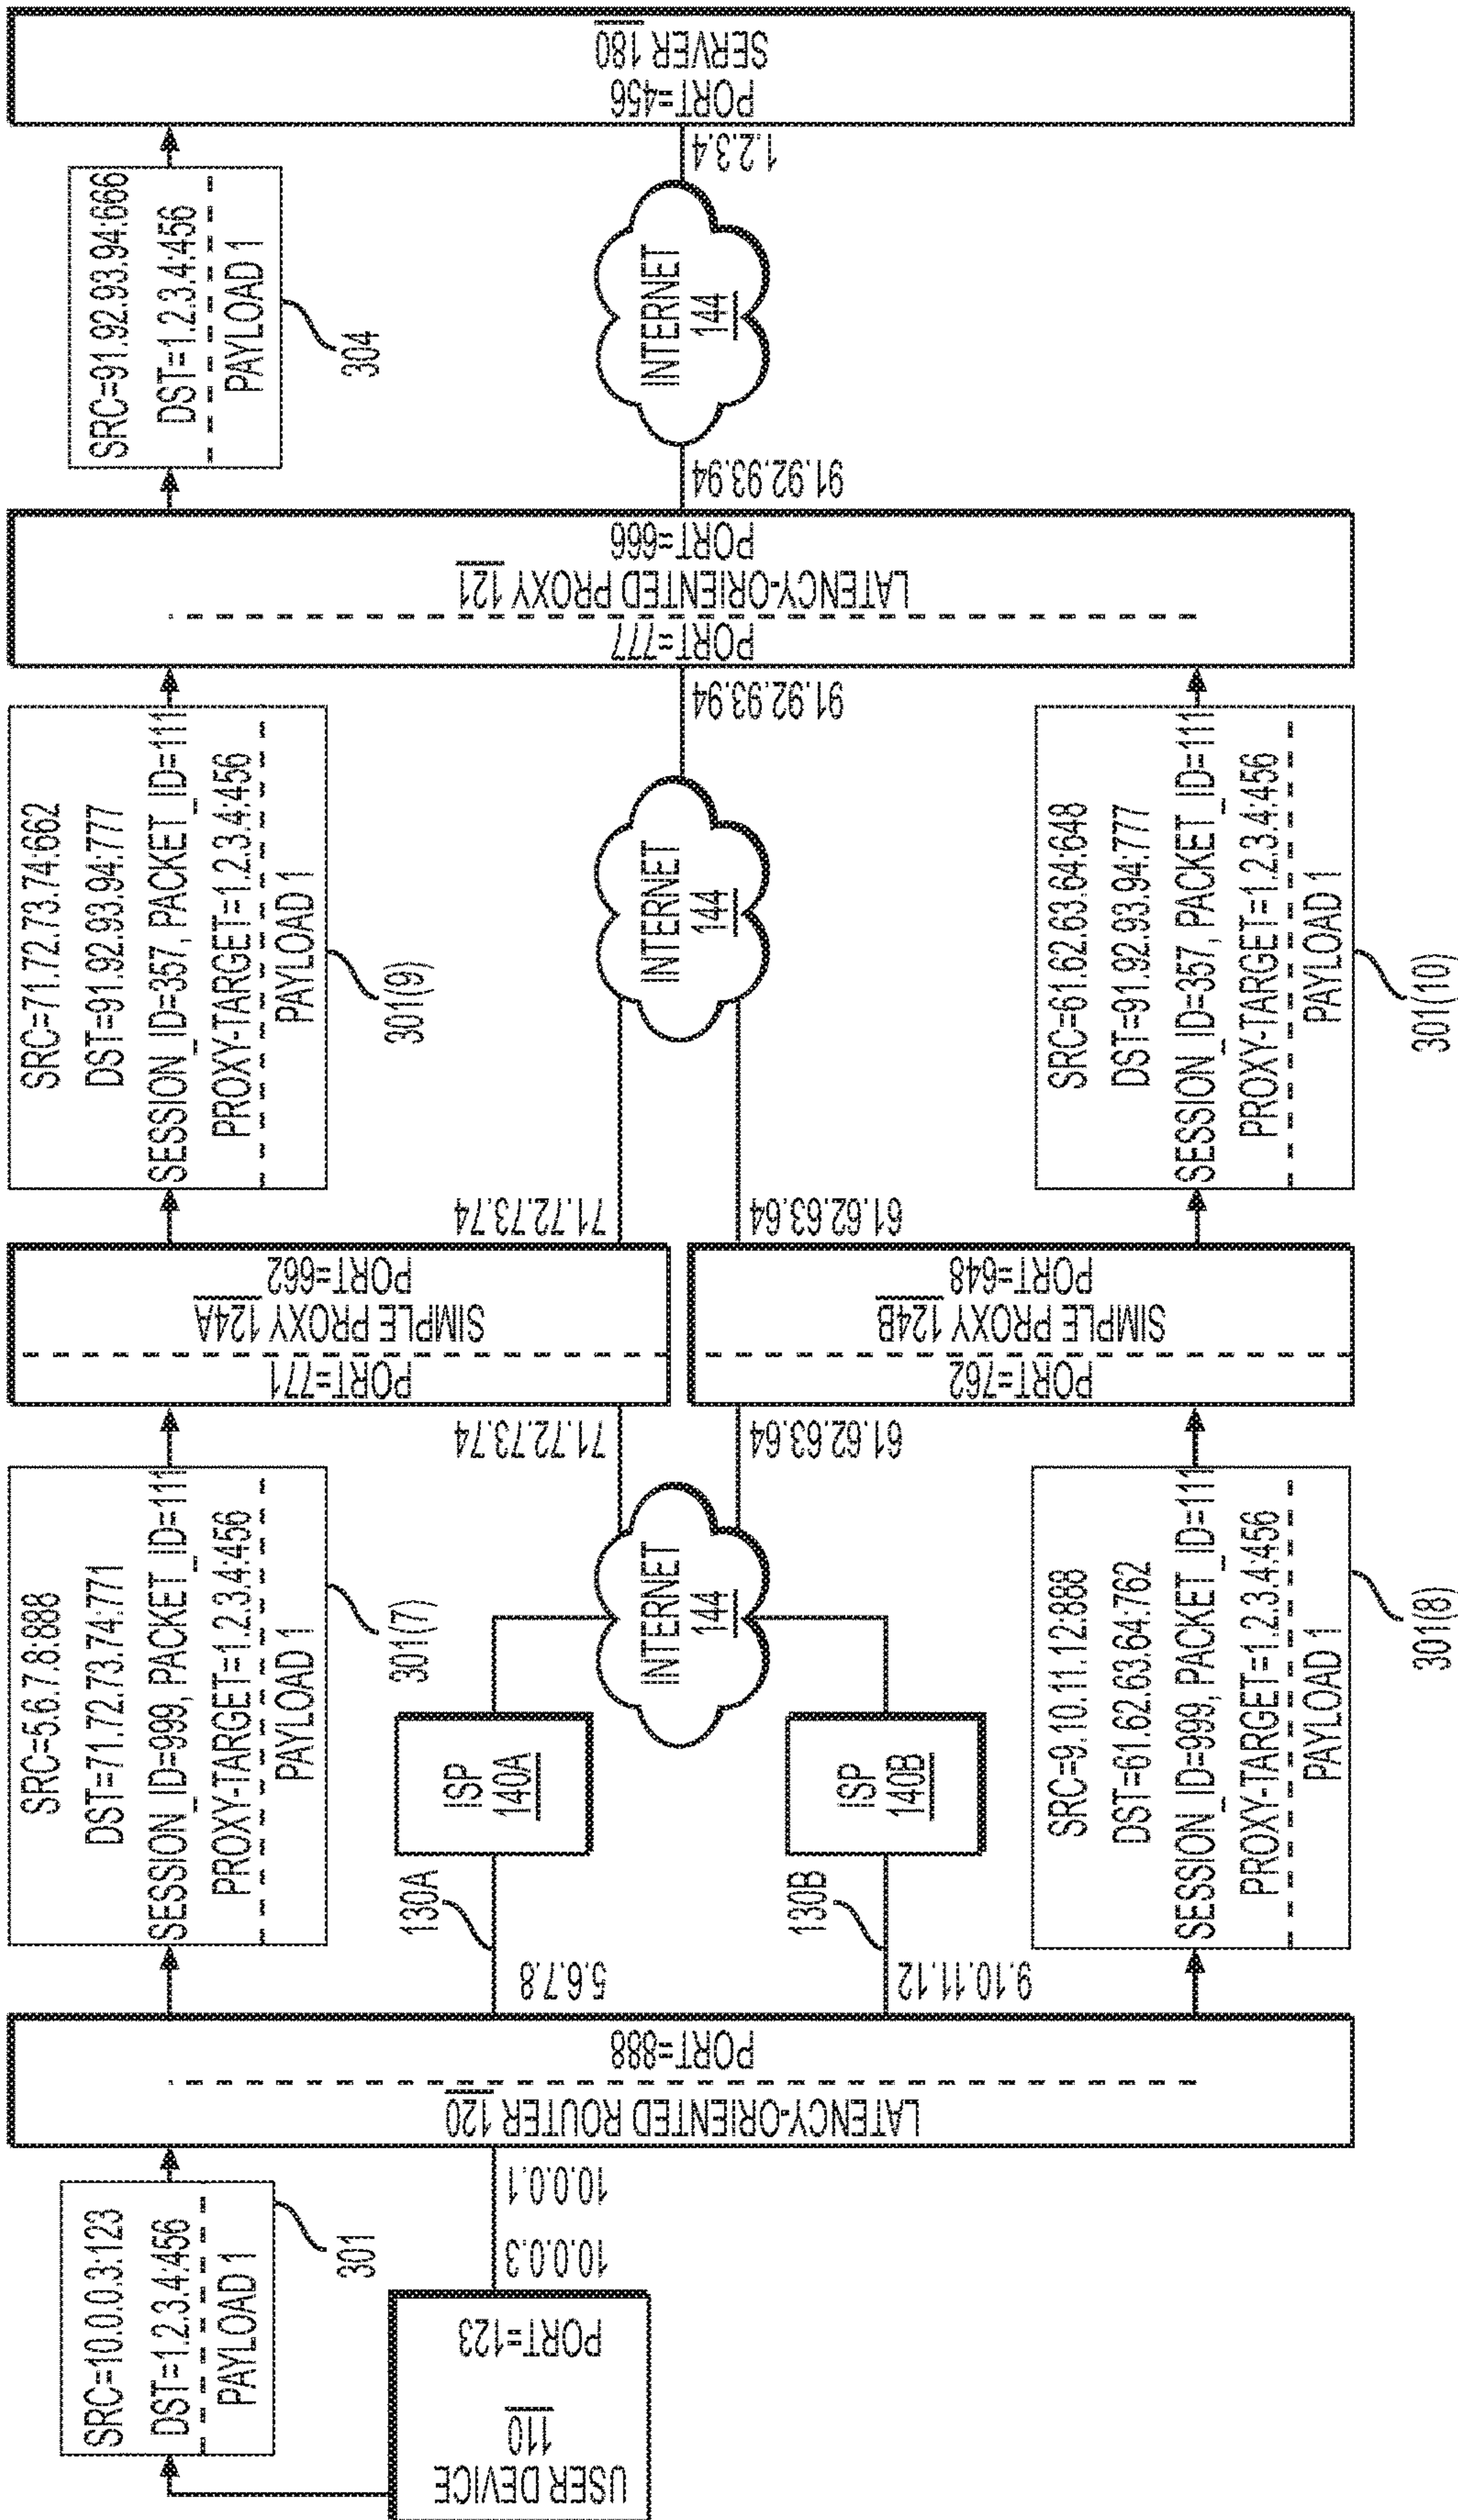 SRC=10.0.0.3:123
DST=1.2.3.4:456
PAYLOAD 1
301
USER DEVICE
110
PORT=123
10.0.0.3
10.0.0.1
LATENCY-ORIENTED ROUTER 120
PORT=888
SRC=5.6.7.8:888
DST=71.72.73.74:771
SESSION_ID=999, PACKET_ID=111
PROXY-TARGET=1.2.3.4:456
PAYLOAD 1
301(7)
5.6.7.8
130A
ISP
140A
9.10.11.12
130B
ISP
140B
INTERNET
144
SRC=9.10.11.12:888
DST=61.62.63.64:762
SESSION_ID=999, PACKET_ID=111
PROXY-TARGET=1.2.3.4:456
PAYLOAD 1
301(8)
71.72.73.74
61.62.63.64
PORT=771
SIMPLE PROXY 124A
PORT=662
PORT=762
SIMPLE PROXY 124B
PORT=648
71.72.73.74
61.62.63.64
SRC=71.72.73.74:662
DST=91.92.93.94:777
SESSION_ID=357, PACKET_ID=111
PROXY-TARGET=1.2.3.4:456
PAYLOAD 1
301(9)
INTERNET
144
SRC=61.62.63.64:648
DST=91.92.93.94:777
SESSION_ID=357, PACKET_ID=111
PROXY-TARGET=1.2.3.4:456
PAYLOAD 1
301(10)
91.92.93.94
PORT=777
LATENCY-ORIENTED PROXY 121
PORT=666
91.92.93.94
SRC=91.92.93.94:666
DST=1.2.3.4:456
PAYLOAD 1
304
INTERNET
144
1.2.3.4
PORT=456
SERVER 180